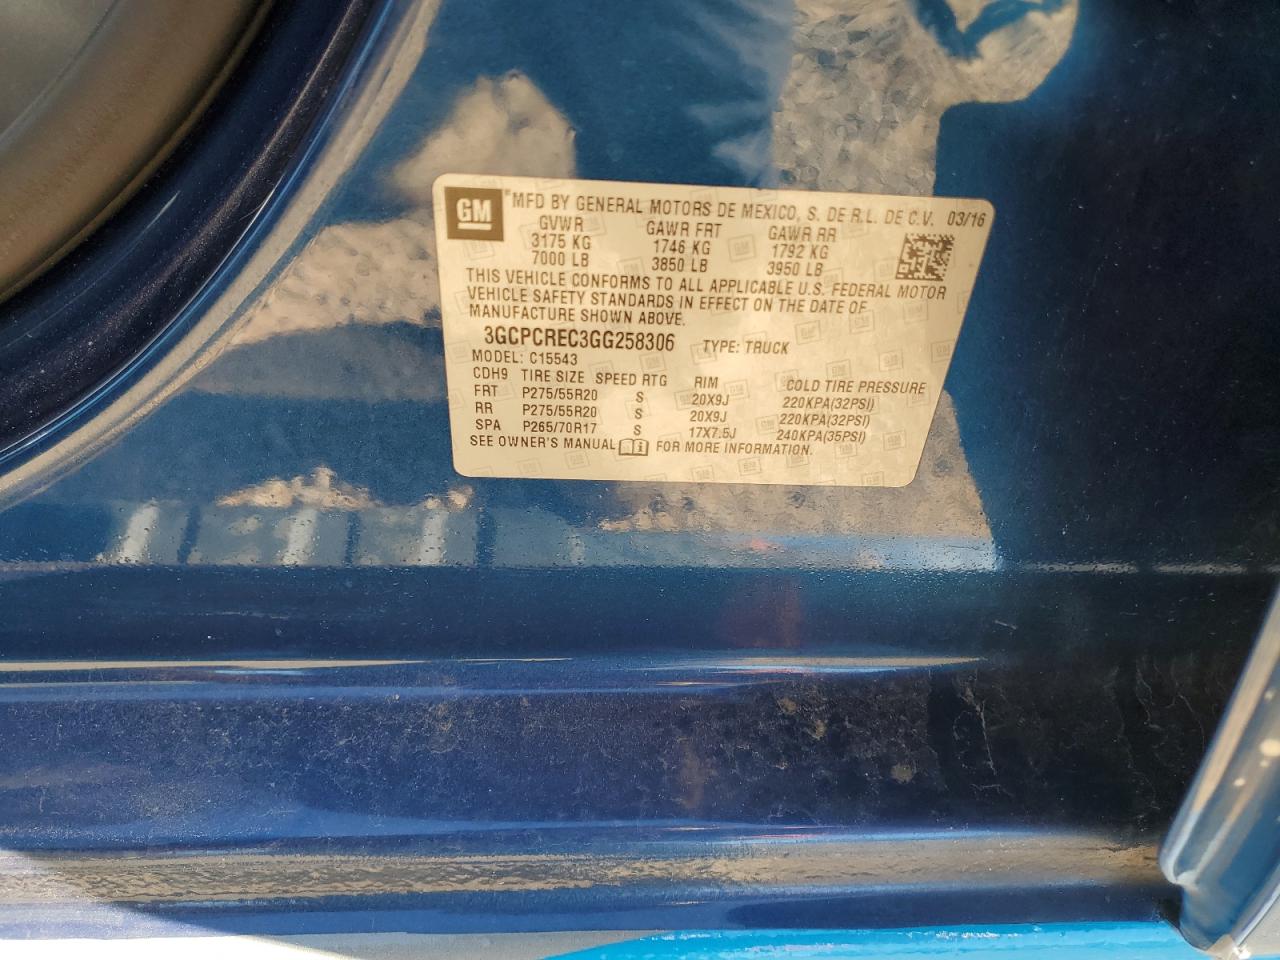 GM ®MFD BY GENERAL MOTORS DE MEXICO, S. DE R.L. DE C.V. 03/16
GVWR GAWR FRT GAWR RR
3175 KG 1746 KG 1792 KG
7000 LB 3850 LB 3950 LB
THIS VEHICLE CONFORMS TO ALL APPLICABLE U.S. FEDERAL MOTOR
VEHICLE SAFETY STANDARDS IN EFFECT ON THE DATE OF
MANUFACTURE SHOWN ABOVE.
3GCPCREC3GG258306 TYPE: TRUCK
MODEL: C15543
CDH9 TIRE SIZE SPEED RTG RIM COLD TIRE PRESSURE
FRT P275/55R20 S 20X9J 220KPA(32PSI)
RR P275/55R20 S 20X9J 220KPA(32PSI)
SPA P265/70R17 S 17X7.5J 240KPA(35PSI)
SEE OWNER'S MANUAL FOR MORE INFORMATION.